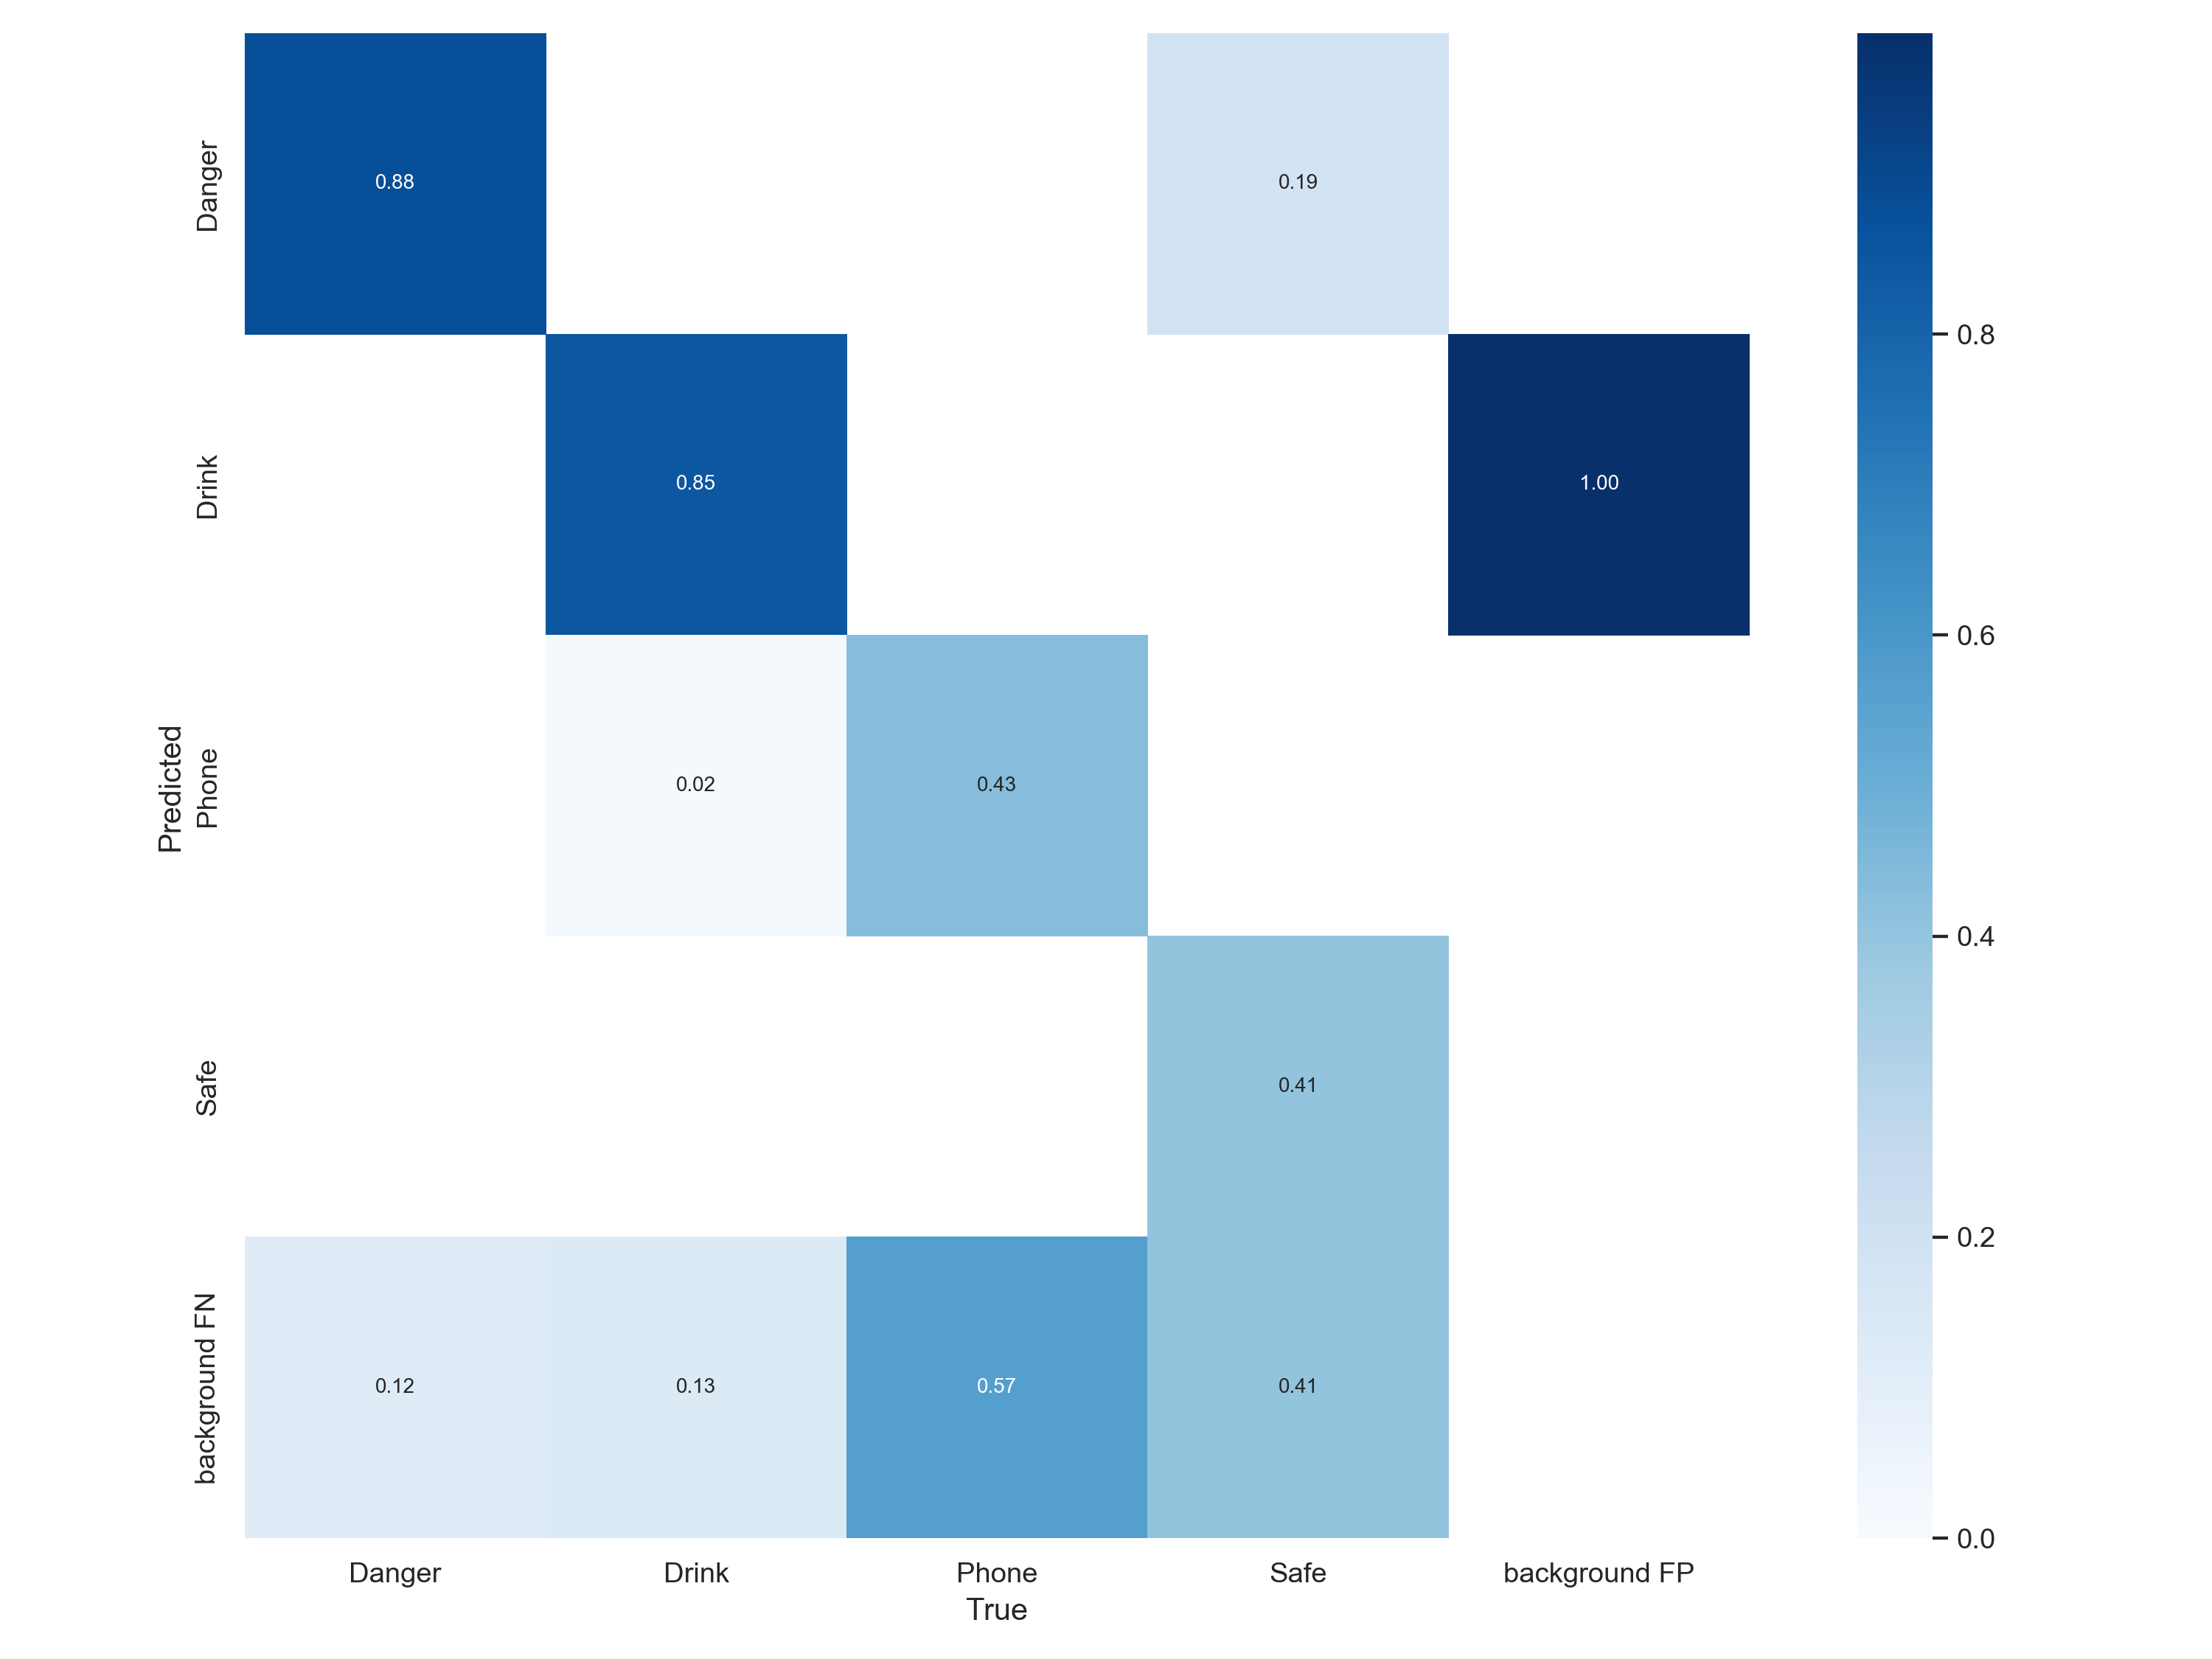 Danger
0.88
0.19
Drink
0.85
1.00
0.8
Predicted
Phone
0.02
0.43
0.6
Safe
0.41
0.4
background FN
0.12
0.13
0.57
0.41
0.2
0.0
Danger
Drink
Phone
Safe
background FP
True